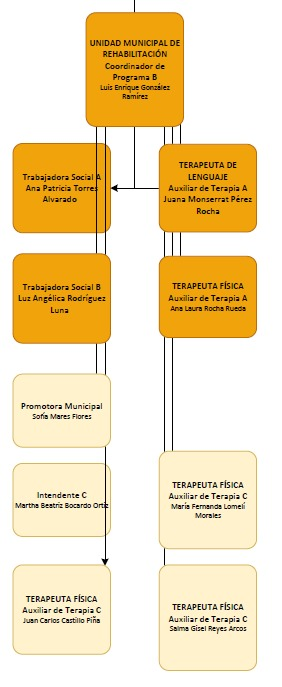 UNIDAD MUNICIPAL DE
REHABILITACIÓN
Coordinador de
Programa B
Luis Enrique González
Ramírez
Trabajadora Social A
Ana Patricia Torres
Alvarado
TERAPEUTA DE
LENGUAJE
Auxiliar de Terapia A
Juana Monserrat Pérez
Rocha
Trabajadora Social B
Luz Angélica Rodríguez
Luna
TERAPEUTA FÍSICA
Auxiliar de Terapia A
Ana Laura Rocha Rueda
Promotora Municipal
Sofía Mares Flores
Intendente C
Martha Beatriz Bocardo Ortiz
TERAPEUTA FÍSICA
Auxiliar de Terapia C
María Fernanda Lomelí
Morales
TERAPEUTA FÍSICA
Auxiliar de Terapia C
Juan Carlos Castillo Piña
TERAPEUTA FÍSICA
Auxiliar de Terapia C
Salma Gisel Reyes Arcos